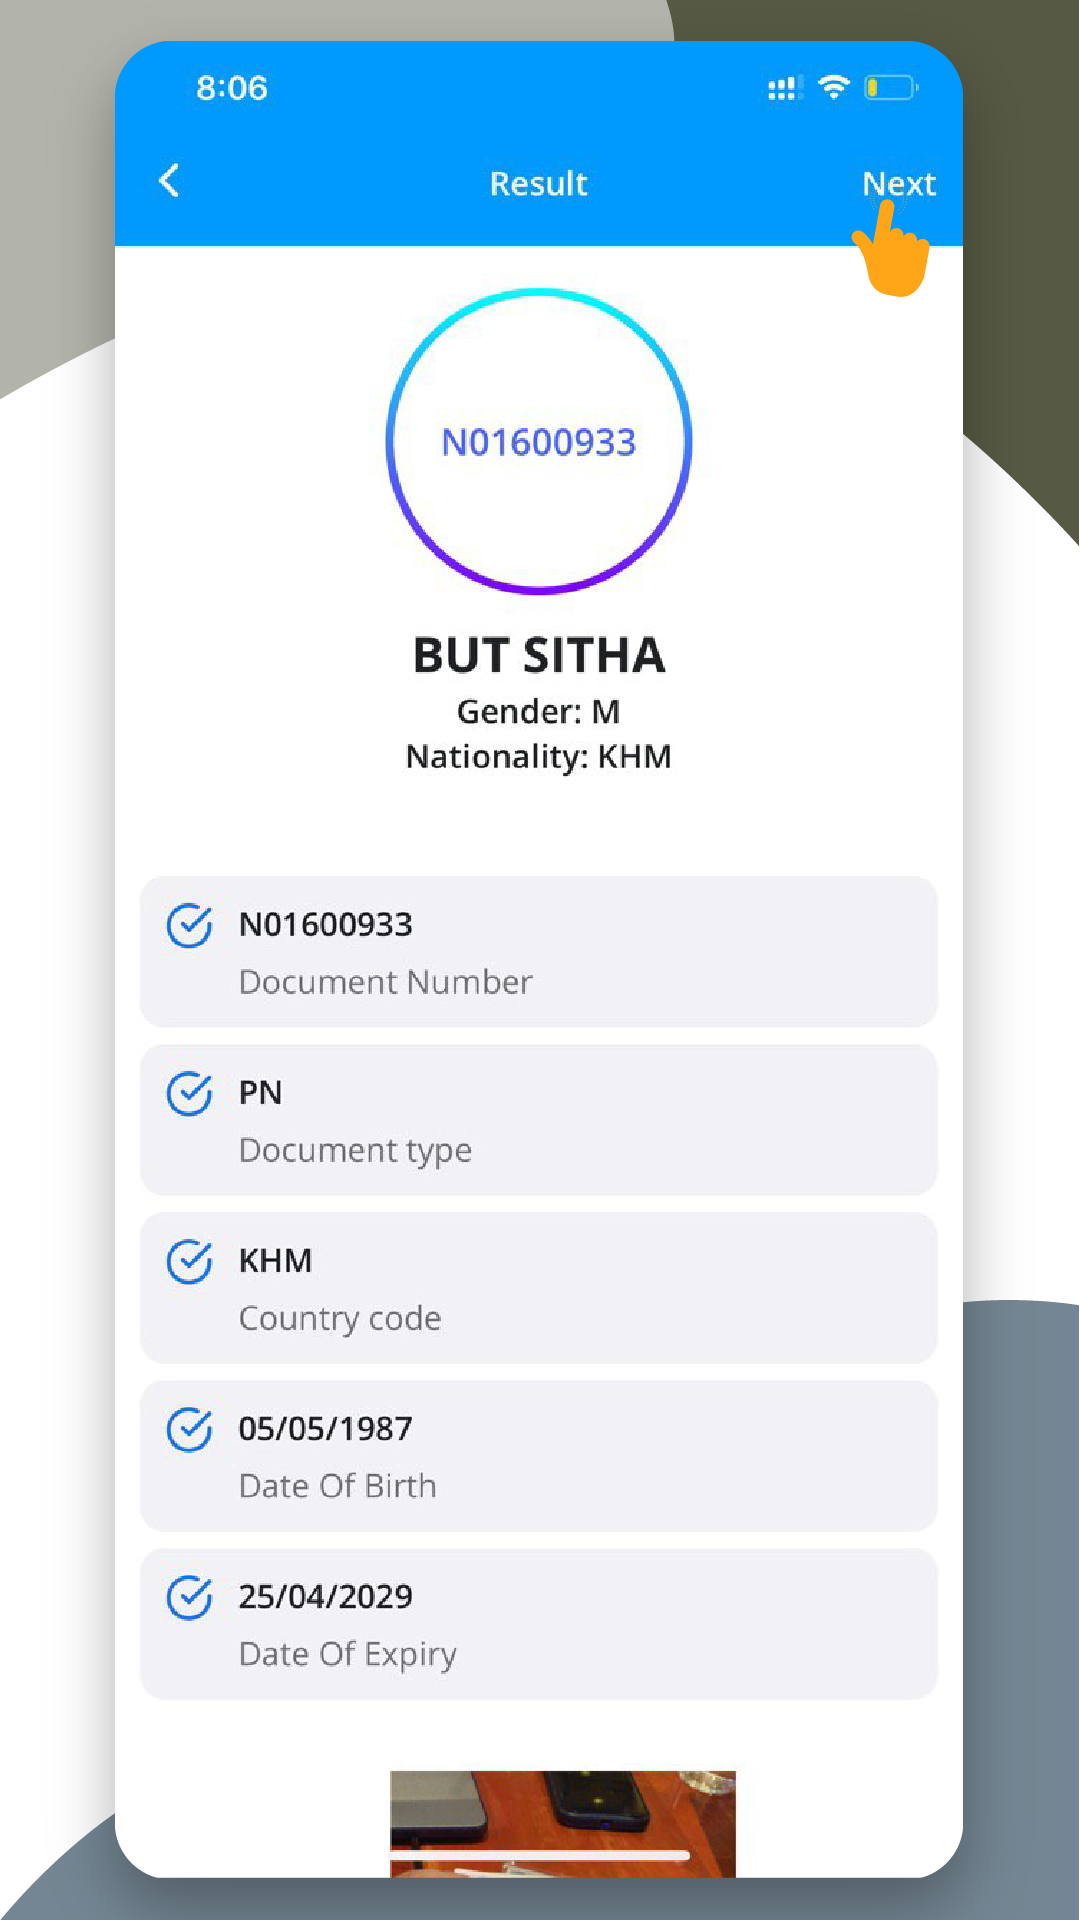 8:06
Result
Next
N01600933
BUT SITHA
Gender: M
Nationality: KHM
N01600933
Document Number
PN
Document type
KHM
Country code
05/05/1987
Date Of Birth
25/04/2029
Date Of Expiry